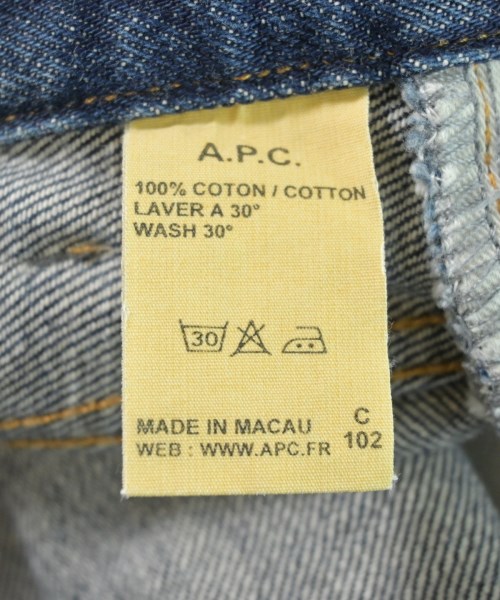 A.P.C.
100% COTON / COTTON
LAVER A 30°
WASH 30°
30
MADE IN MACAU
WEB : WWW.APC.FR
C
102